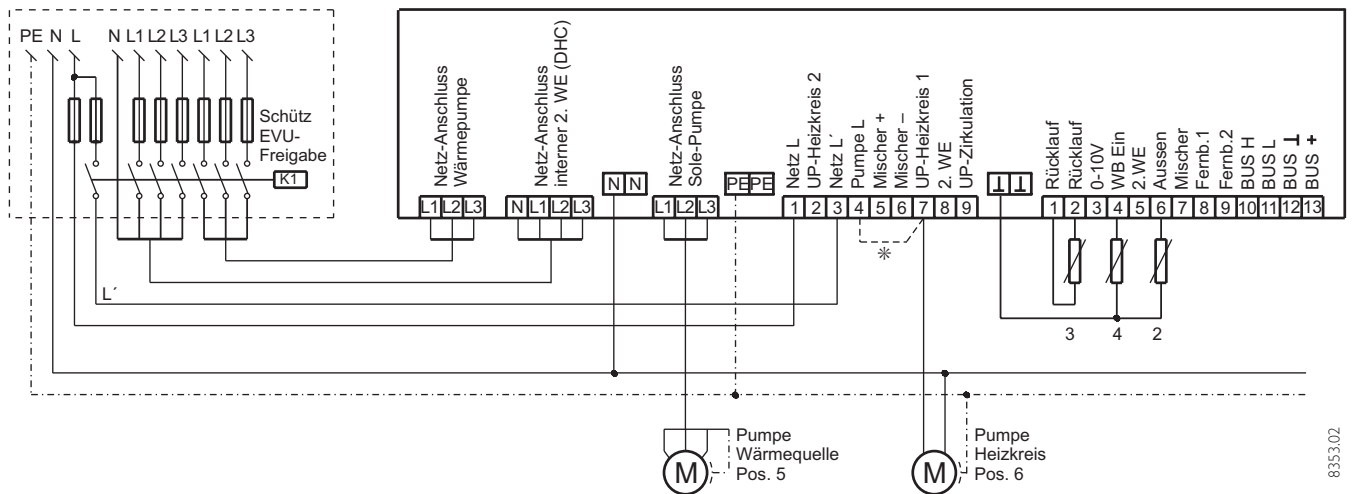 PE N L N L1 L2 L3 L1 L2 L3
Schütz
EVU-
Freigabe
K1
L´
Netz-Anschluss
Wärmepumpe
L1 L2 L3
Netz-Anschluss
interner 2. WE (DHC)
N L1 L2 L3
N N
Netz-Anschluss
Sole-Pumpe
L1 L2 L3
PE PE
Netz L
UP-Heizkreis 2
Netz L´
Pumpe L
Mischer +
Mischer –
UP-Heizkreis 1
2. WE
UP-Zirkulation
1 2 3 4 5 6 7 8 9
*
⊥ ⊥
Rücklauf
Rücklauf
0-10V
WB Ein
2.WE
Aussen
Mischer
Fernb.1
Fernb.2
BUS H
BUS L
BUS ⊥
BUS +
1 2 3 4 5 6 7 8 9 10 11 12 13
3 4 2
M
Pumpe
Wärmequelle
Pos. 5
M
Pumpe
Heizkreis
Pos. 6
8353.02